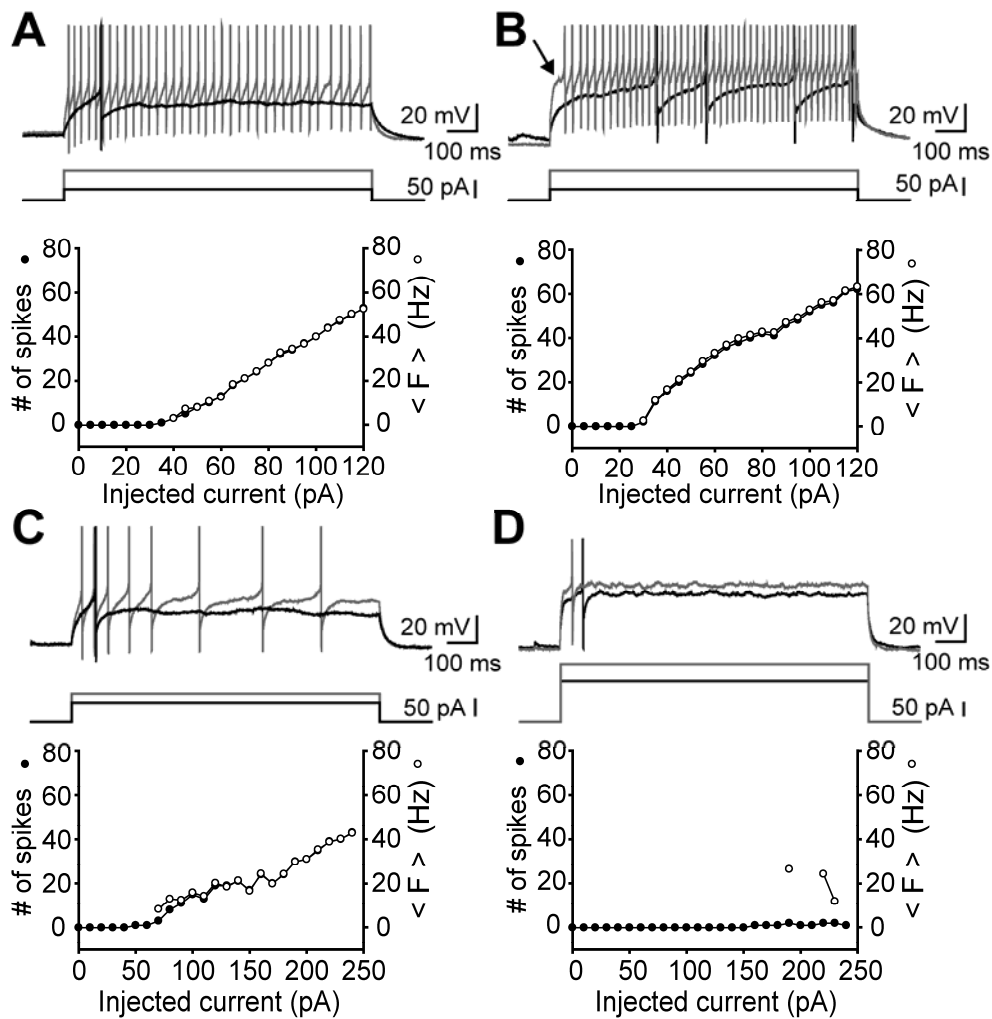 A
20 mV
100 ms
50 pA
# of spikes
80
60
40
20
0
80
60
40
20
0
< F > (Hz)
0 20 40 60 80 100 120
Injected current (pA)
B
20 mV
100 ms
50 pA
# of spikes
80
60
40
20
0
80
60
40
20
0
< F > (Hz)
0 20 40 60 80 100 120
Injected current (pA)
C
20 mV
100 ms
50 pA
# of spikes
80
60
40
20
0
80
60
40
20
0
< F > (Hz)
0 50 100 150 200 250
Injected current (pA)
D
20 mV
100 ms
50 pA
# of spikes
80
60
40
20
0
80
60
40
20
0
< F > (Hz)
0 50 100 150 200 250
Injected current (pA)